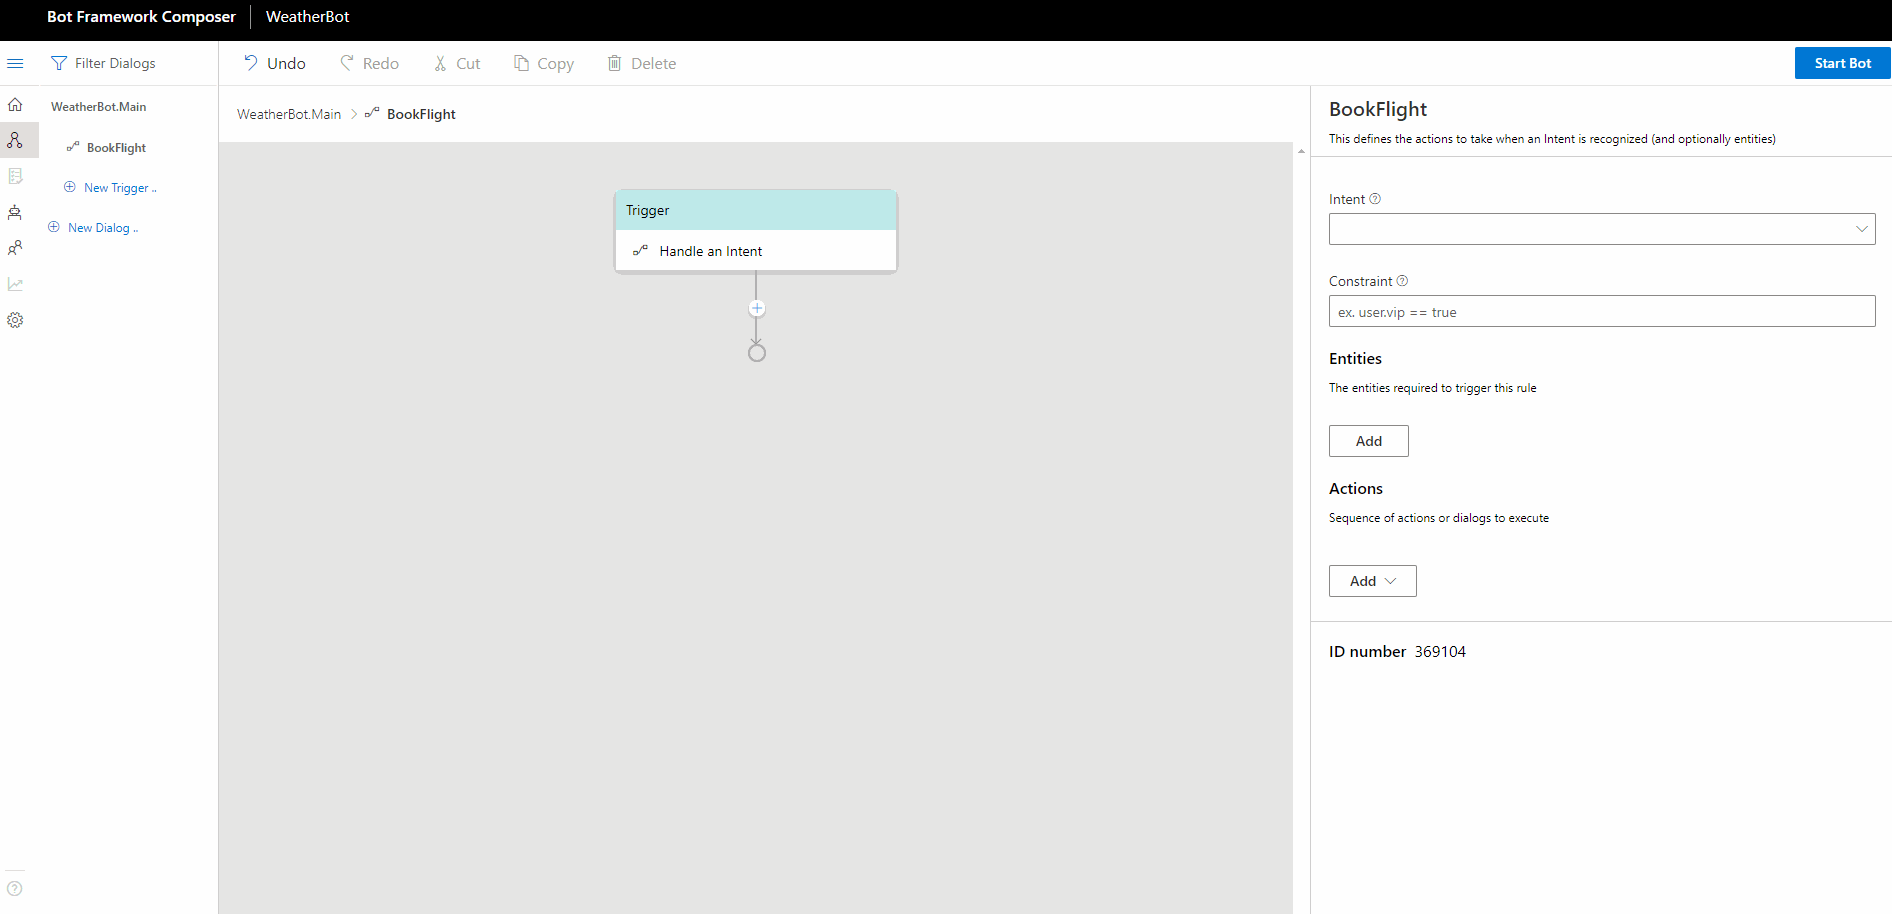 Bot Framework Composer WeatherBot
Filter Dialogs
Undo Redo Cut Copy Delete
Start Bot
WeatherBot.Main
BookFlight
New Trigger ..
New Dialog ..
WeatherBot.Main > BookFlight
Trigger
Handle an Intent
BookFlight
This defines the actions to take when an Intent is recognized (and optionally entities)
Intent
Constraint
ex. user.vip == true
Entities
The entities required to trigger this rule
Add
Actions
Sequence of actions or dialogs to execute
Add
ID number 369104